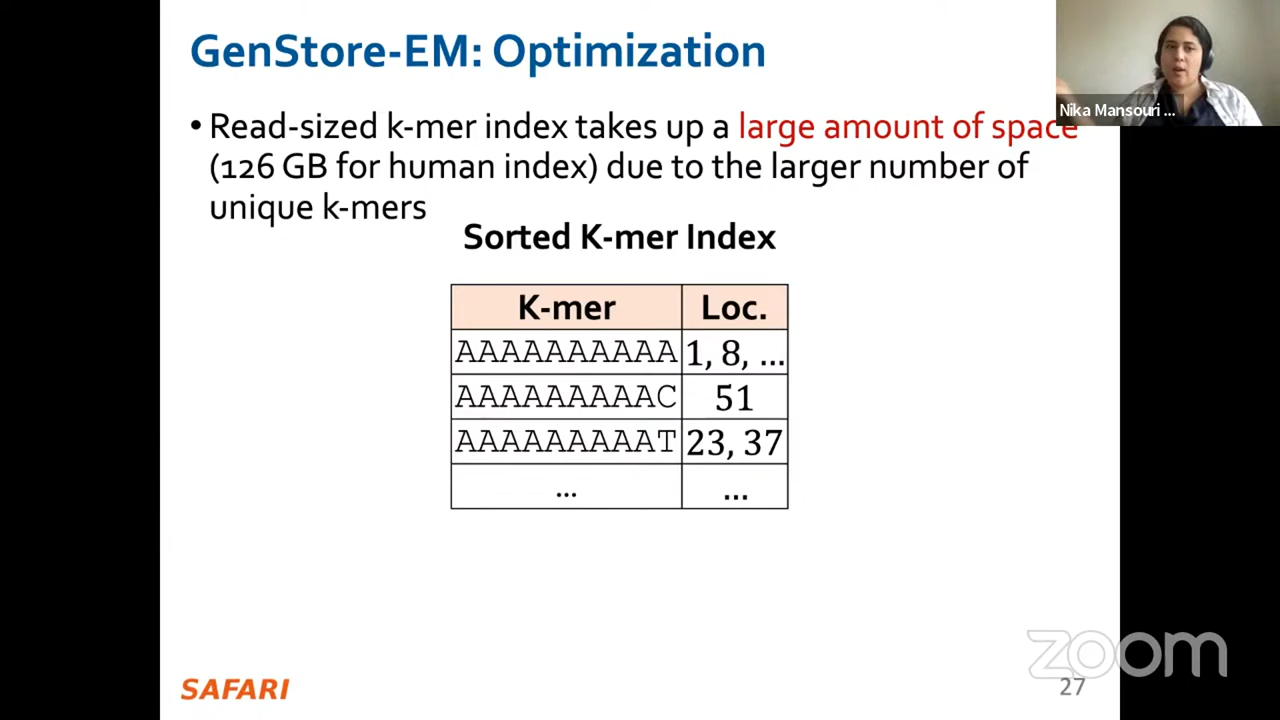 GenStore-EM: Optimization
Nika Mansouri ...
• Read-sized k-mer index takes up a large amount of space
(126 GB for human index) due to the larger number of
unique k-mers
Sorted K-mer Index
K-mer Loc.
AAAAAAAAAA 1, 8, ...
AAAAAAAAAC 51
AAAAAAAAAT 23, 37
... ...
zoom
SAFARI 27